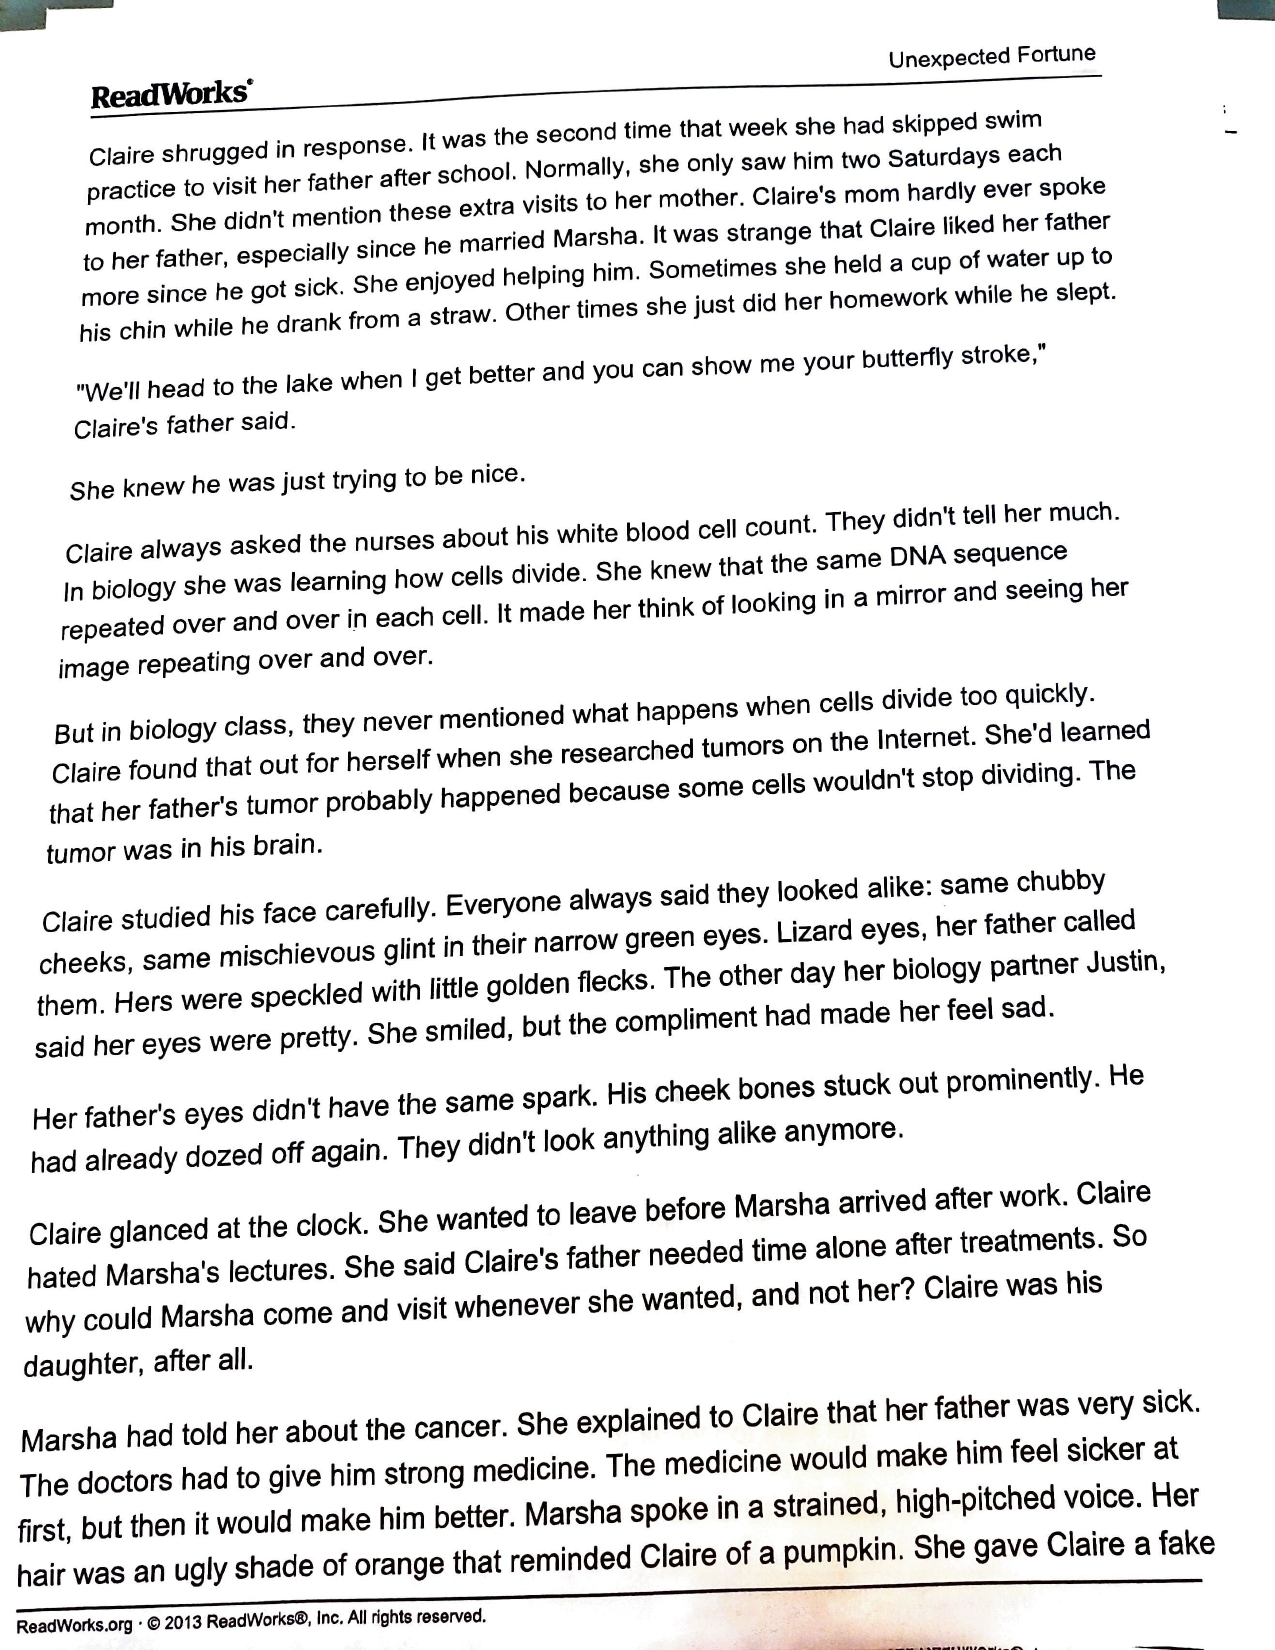 Unexpected Fortune
ReadWorks®
Claire shrugged in response. It was the second time that week she had skipped swim
practice to visit her father after school. Normally, she only saw him two Saturdays each
month. She didn't mention these extra visits to her mother. Claire's mom hardly ever spoke
to her father, especially since he married Marsha. It was strange that Claire liked her father
more since he got sick. She enjoyed helping him. Sometimes she held a cup of water up to
his chin while he drank from a straw. Other times she just did her homework while he slept.
"We'll head to the lake when I get better and you can show me your butterfly stroke,"
Claire's father said.
She knew he was just trying to be nice.
Claire always asked the nurses about his white blood cell count. They didn't tell her much.
In biology she was learning how cells divide. She knew that the same DNA sequence
repeated over and over in each cell. It made her think of looking in a mirror and seeing her
image repeating over and over.
But in biology class, they never mentioned what happens when cells divide too quickly.
Claire found that out for herself when she researched tumors on the Internet. She'd learned
that her father's tumor probably happened because some cells wouldn't stop dividing. The
tumor was in his brain.
Claire studied his face carefully. Everyone always said they looked alike: same chubby
cheeks, same mischievous glint in their narrow green eyes. Lizard eyes, her father called
them. Hers were speckled with little golden flecks. The other day her biology partner Justin,
said her eyes were pretty. She smiled, but the compliment had made her feel sad.
Her father's eyes didn't have the same spark. His cheek bones stuck out prominently. He
had already dozed off again. They didn't look anything alike anymore.
Claire glanced at the clock. She wanted to leave before Marsha arrived after work. Claire
hated Marsha's lectures. She said Claire's father needed time alone after treatments. So
why could Marsha come and visit whenever she wanted, and not her? Claire was his
daughter, after all.
Marsha had told her about the cancer. She explained to Claire that her father was very sick.
The doctors had to give him strong medicine. The medicine would make him feel sicker at
first, but then it would make him better. Marsha spoke in a strained, high-pitched voice. Her
hair was an ugly shade of orange that reminded Claire of a pumpkin. She gave Claire a fake
ReadWorks.org · © 2013 ReadWorks®, Inc. All rights reserved.